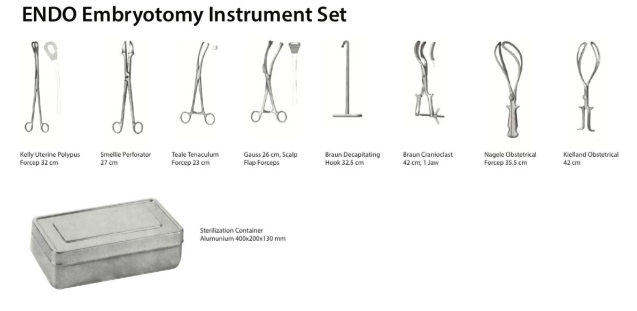 ENDO Embryotomy Instrument Set
Kelly Uterine Polypus
Forcep 32 cm
Smellie Perforator
27 cm
Teale Tenaculum
Forcep 23 cm
Gauss 26 cm, Scalp
Flap Forceps
Braun Decapitating
Hook 32.5 cm
Braun Cranioclast
42 cm, 1 Jaw
Nagele Obstetrical
Forcep 35.5 cm
Kielland Obstetrical
42 cm
Sterilization Container
Alumunium 400x200x130 mm